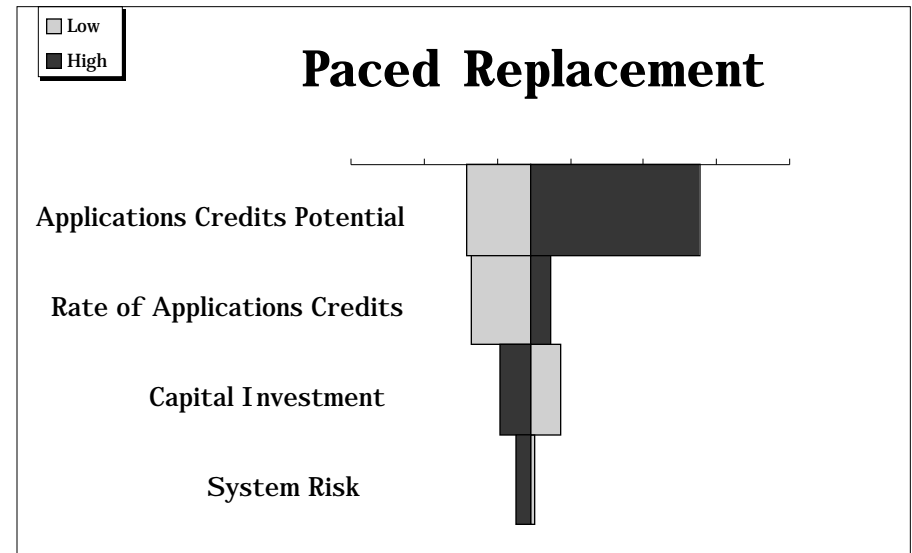 Low
High
Paced Replacement
Applications Credits Potential
Rate of Applications Credits
Capital Investment
System Risk